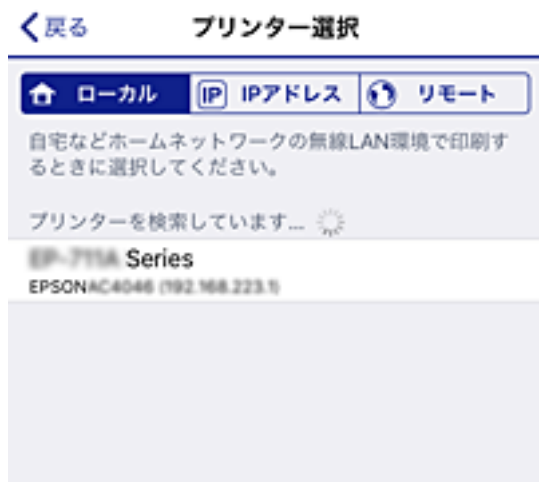 戻る
プリンター選択
ローカル
IP IPアドレス
リモート
自宅などホームネットワークの無線LAN環境で印刷す
るときに選択してください。
プリンターを検索しています...
Series
EPSON